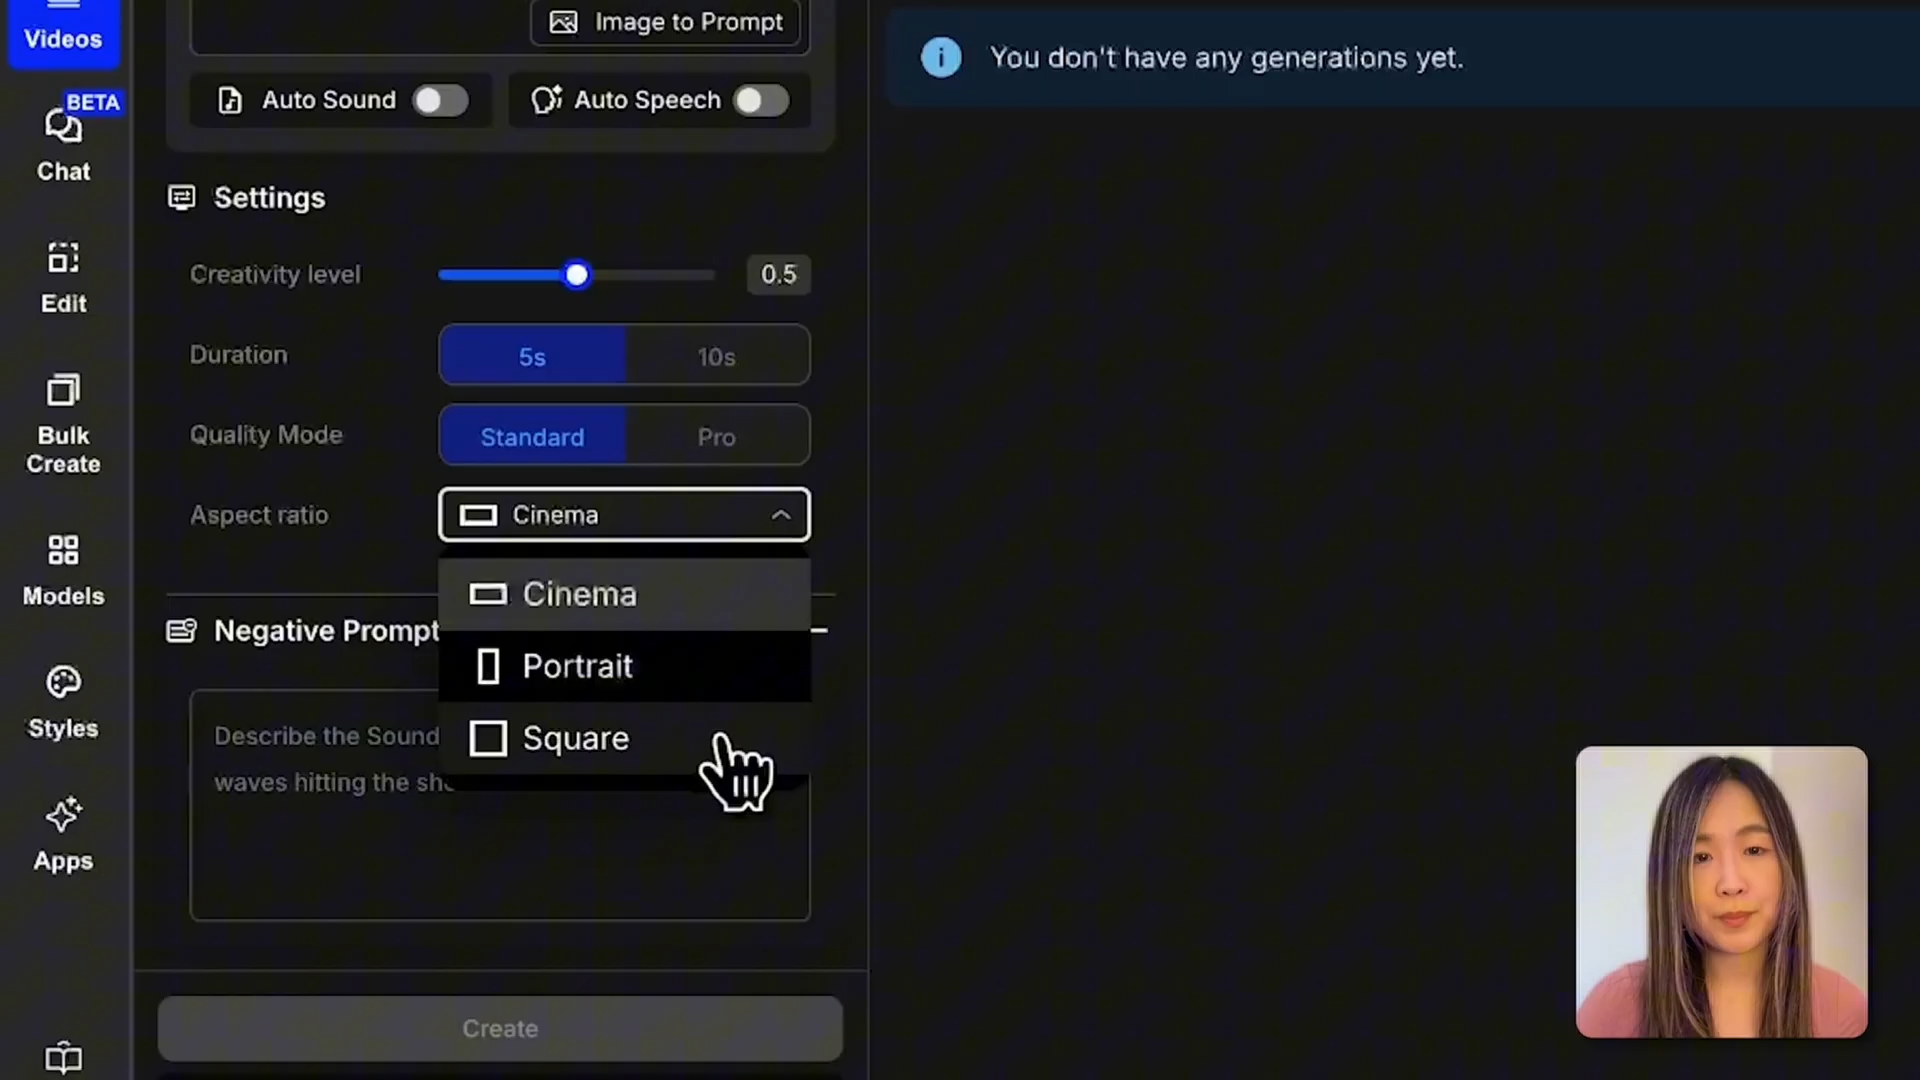 Videos
BETA
Chat
Edit
Bulk
Create
Models
Styles
Apps
Image to Prompt
Auto Sound
Auto Speech
Settings
Creativity level
0.5
Duration
5s
10s
Quality Mode
Standard
Pro
Aspect ratio
Cinema
Cinema
Portrait
Square
Negative Prompt
Describe the Sound
waves hitting the
Create
You don't have any generations yet.